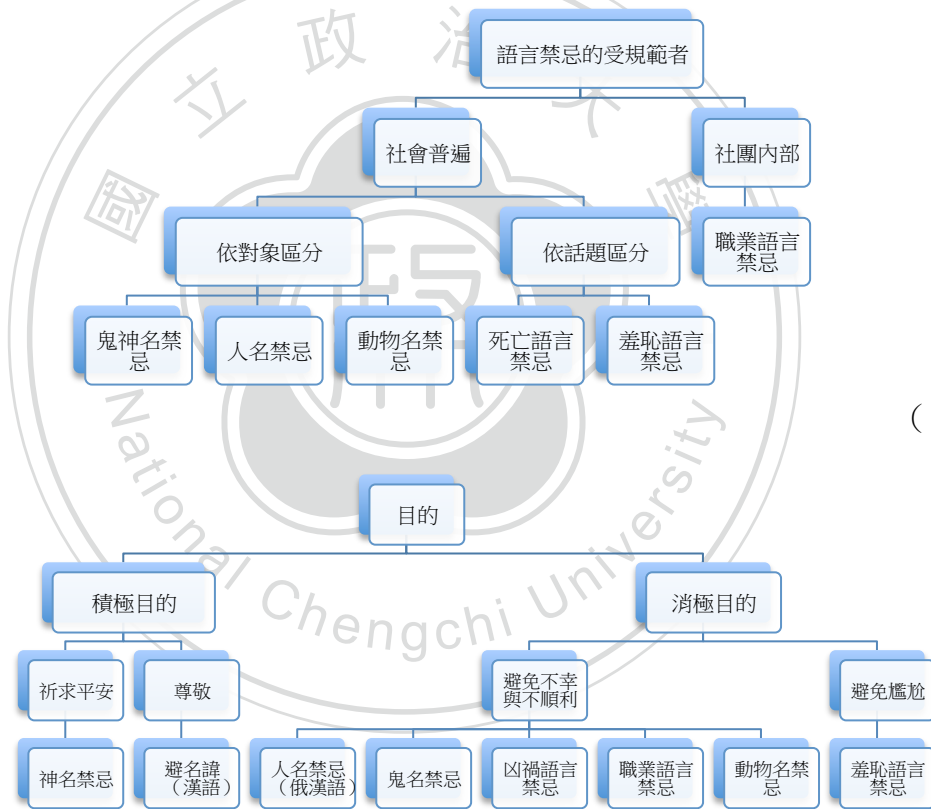 語言禁忌的受規範者
社會普遍
社團內部
依對象區分
依話題區分
職業語言
禁忌
鬼神名禁
忌
人名禁忌
動物名禁
忌
死亡語言
禁忌
羞恥語言
禁忌
（
目的
積極目的
消極目的
祈求平安
尊敬
避免不幸
與不順利
避免尷尬
神名禁忌
避名諱
（漢語）
人名禁忌
（俄漢語）
鬼名禁忌
凶禍語言
禁忌
職業語言
禁忌
動物名禁
忌
羞恥語言
禁忌
國立政治大
National Chengchi University